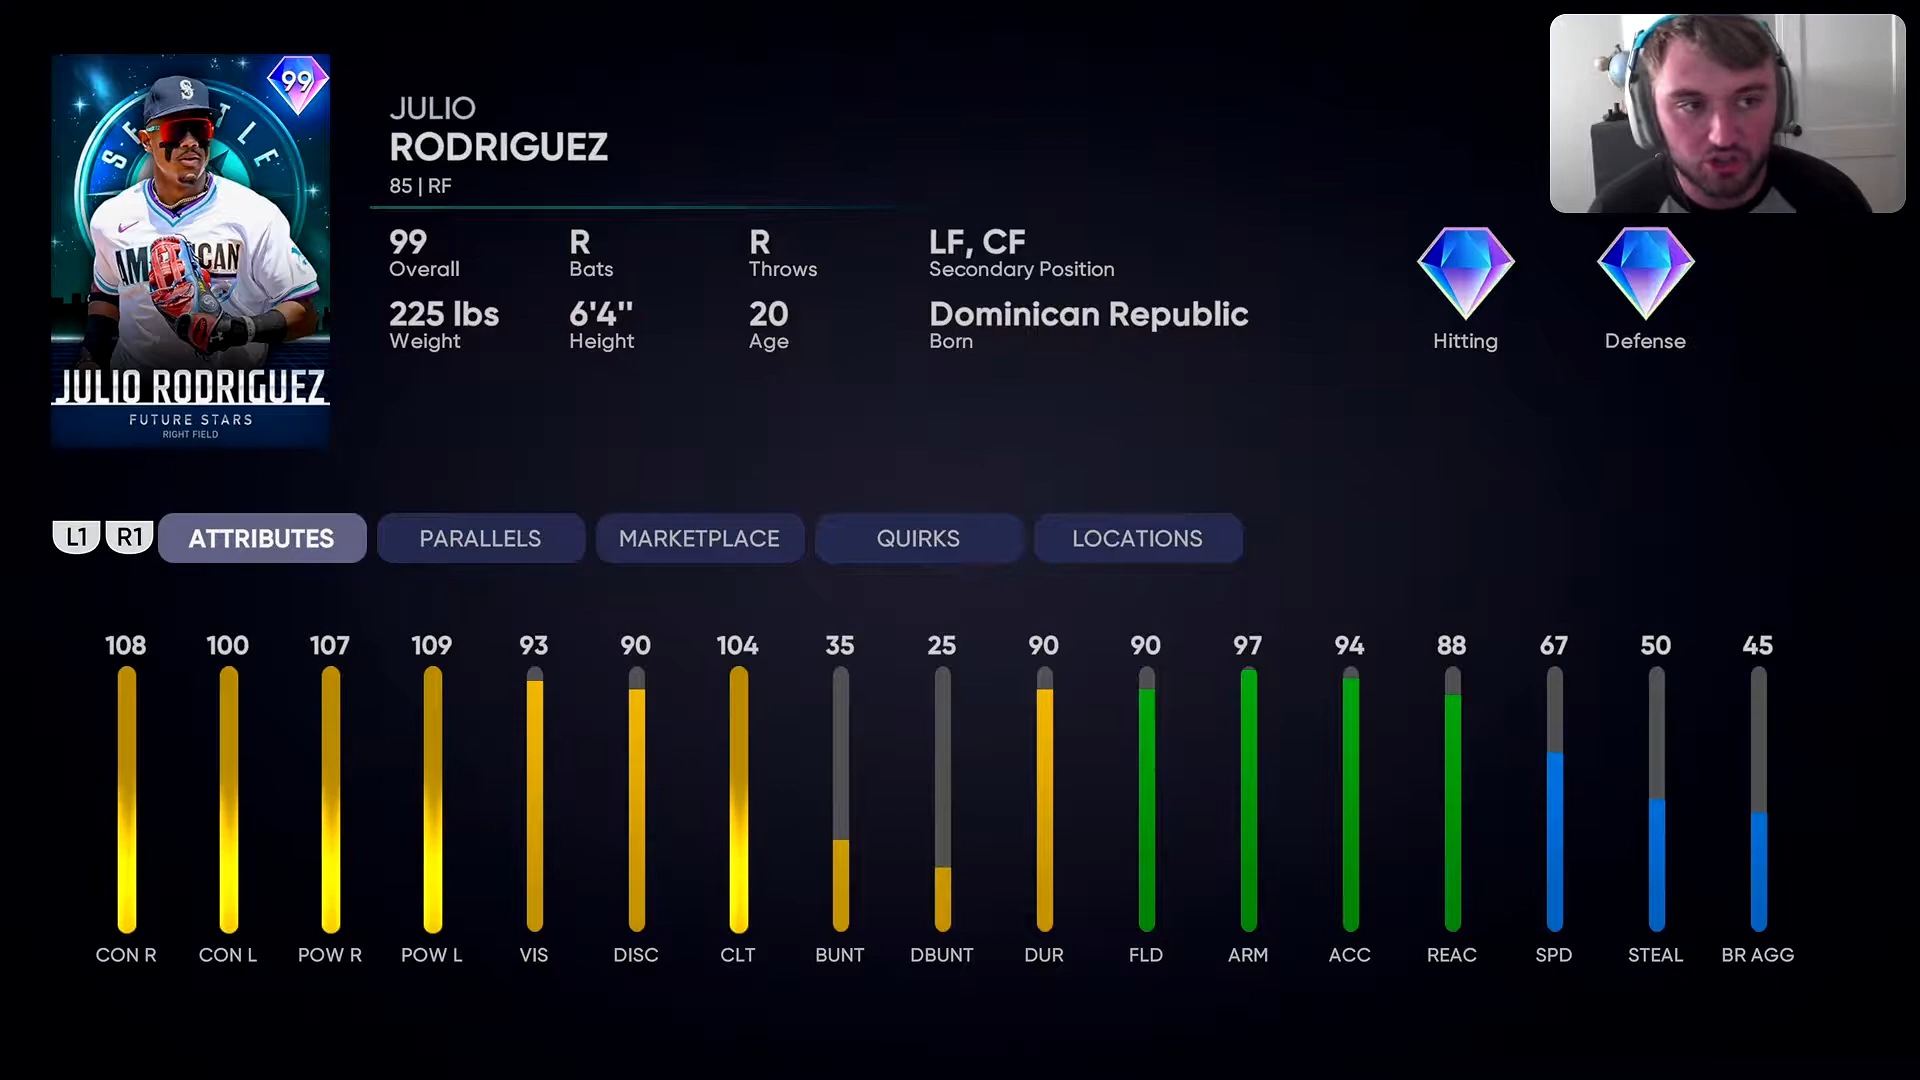 99
SEATTLE
S
AMERICAN
JULIO RODRIGUEZ
FUTURE STARS
RIGHT FIELD
JULIO
RODRIGUEZ
85 | RF
99 R R LF, CF
Overall Bats Throws Secondary Position
225 lbs 6'4" 20 Dominican Republic
Weight Height Age Born
Hitting Defense
L1 R1 ATTRIBUTES PARALLELS MARKETPLACE QUIRKS LOCATIONS
108 100 107 109 93 90 104 35 25 90 90 97 94 88 67 50 45
CON R CON L POW R POW L VIS DISC CLT BUNT DBUNT DUR FLD ARM ACC REAC SPD STEAL BR AGG